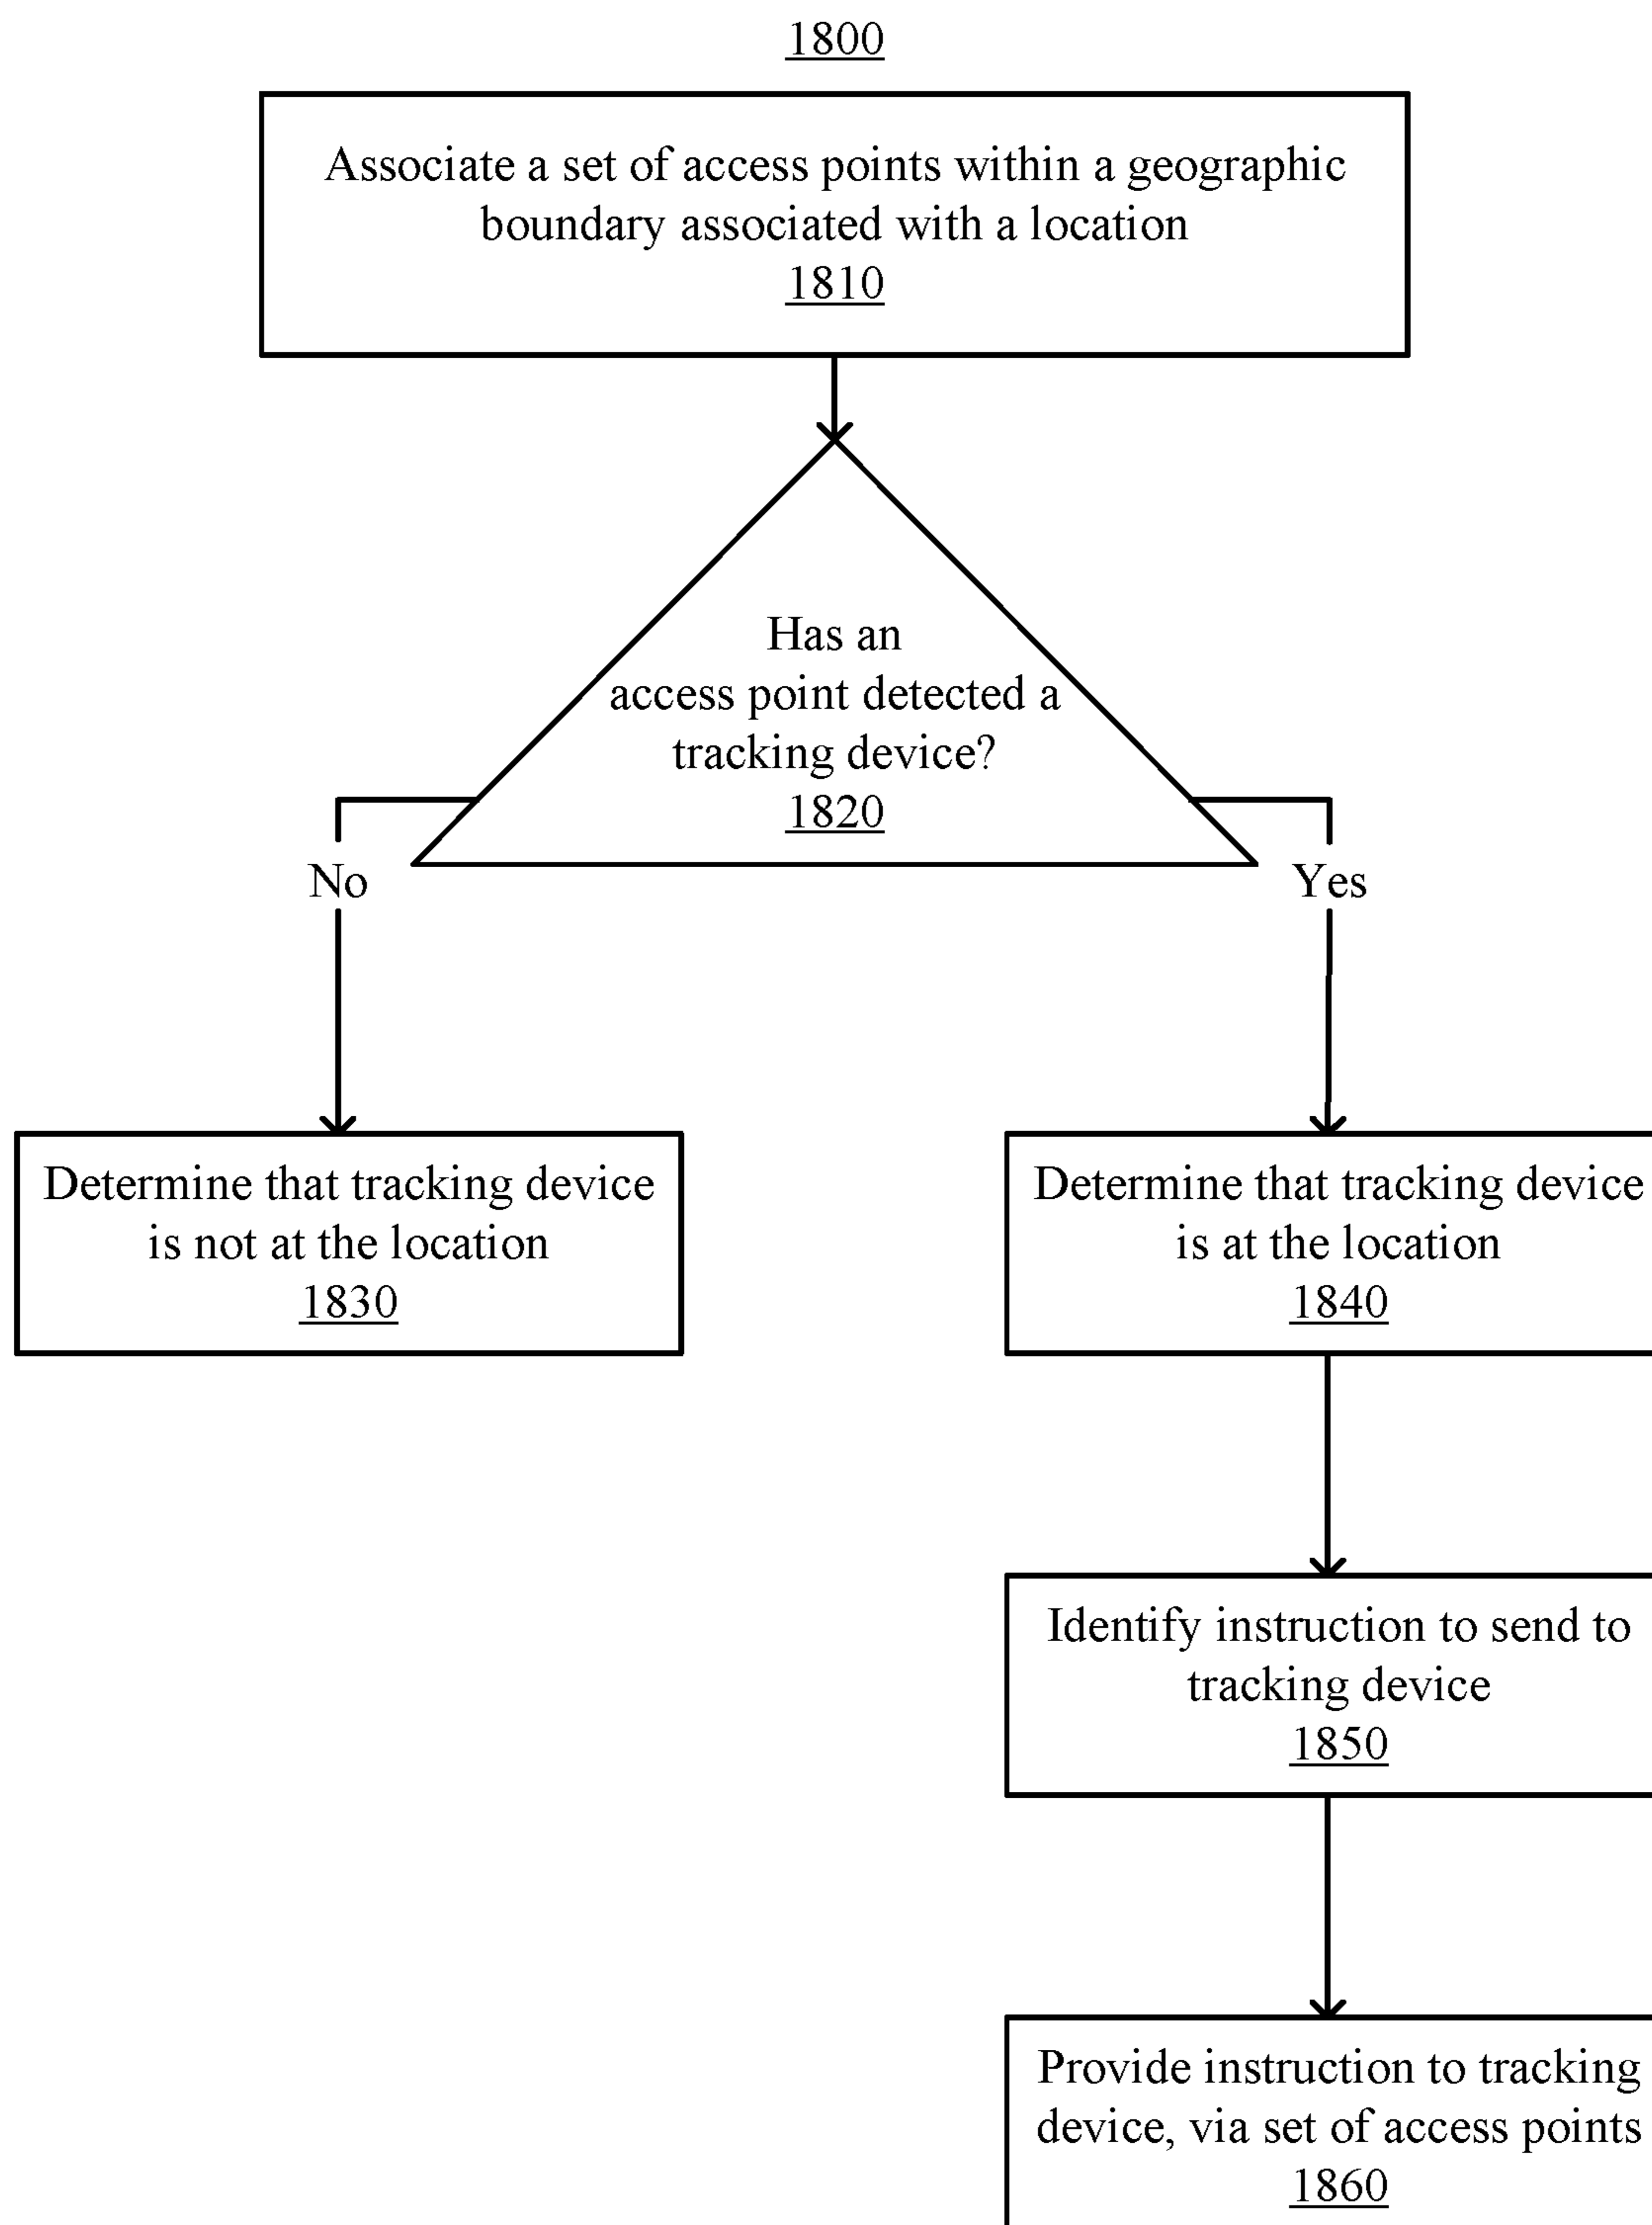 1800
Associate a set of access points within a geographic
boundary associated with a location
1810
Has an
access point detected a
tracking device?
1820
No
Yes
Determine that tracking device
is not at the location
1830
Determine that tracking device
is at the location
1840
Identify instruction to send to
tracking device
1850
Provide instruction to tracking
device, via set of access points
1860